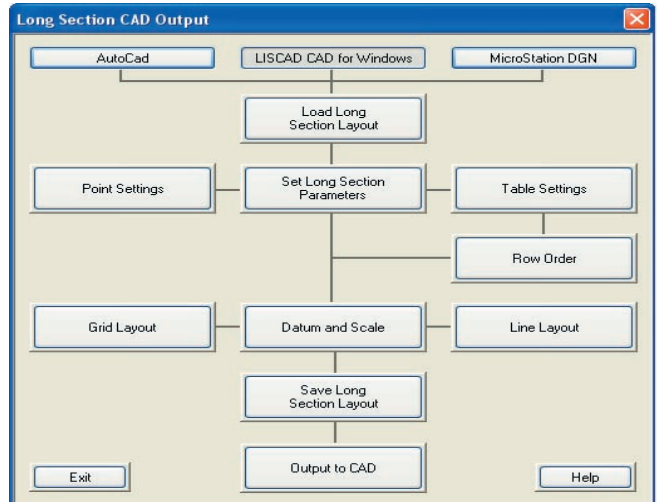 Long Section CAD Output
AutoCad
LISCAD CAD for Windows
MicroStation DGN
Load Long
Section Layout
Point Settings
Set Long Section
Parameters
Table Settings
Row Order
Grid Layout
Datum and Scale
Line Layout
Save Long
Section Layout
Exit
Output to CAD
Help